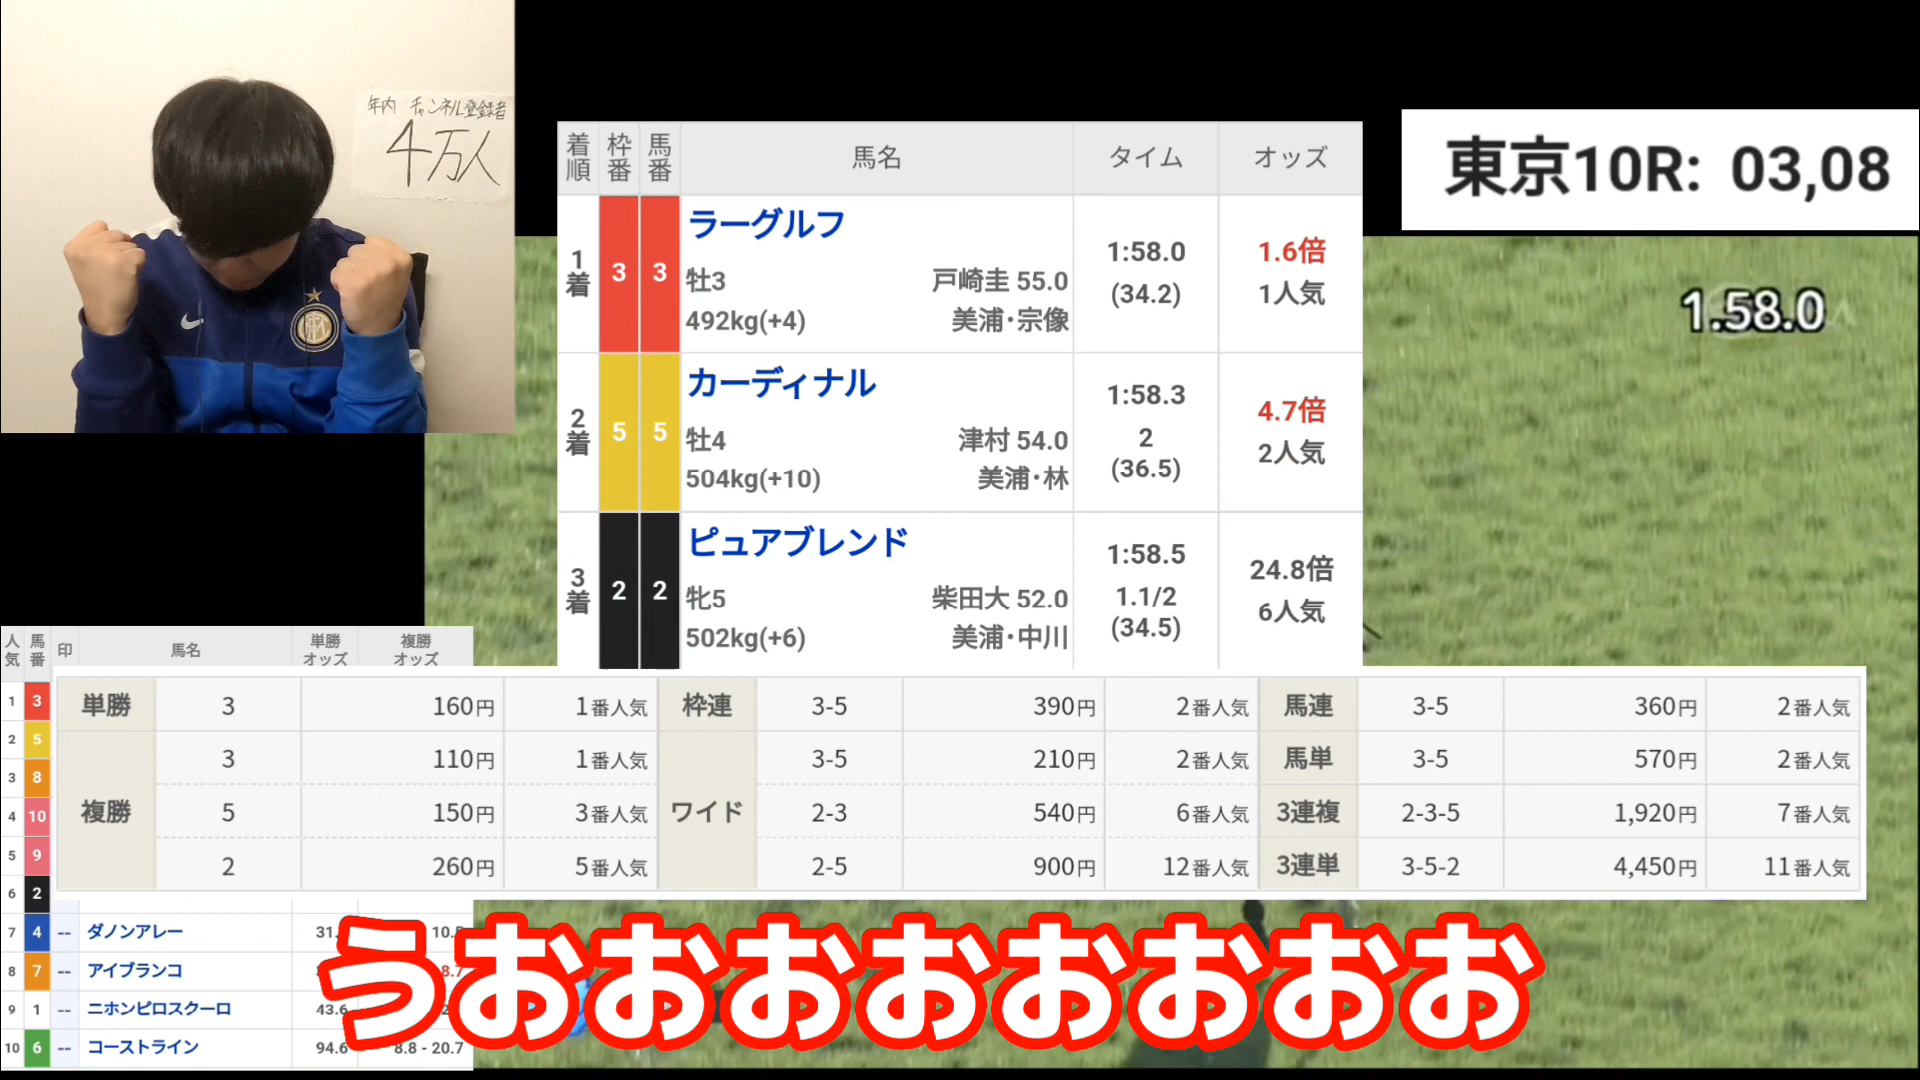 年内 チャンネル登録者
4万人
東京10R: 03,08
1.58.0
着順 枠番 馬番 馬名 タイム オッズ
1着 3 3 ラーグルフ 1:58.0 1.6倍
牡3 戸崎圭 55.0 (34.2) 1人気
492kg(+4) 美浦・宗像
2着 5 5 カーディナル 1:58.3 4.7倍
牡4 津村 54.0 2 2人気
504kg(+10) 美浦・林 (36.5)
3着 2 2 ピュアブレンド 1:58.5 24.8倍
牝5 柴田大 52.0 1.1/2 6人気
502kg(+6) 美浦・中川 (34.5)
人気 馬番 印 馬名 単勝オッズ 複勝オッズ
1 3
2 5
3 8
4 10
5 9
6 2
単勝 3 160円 1番人気 枠連 3-5 390円 2番人気 馬連 3-5 360円 2番人気
複勝 3 110円 1番人気 ワイド 3-5 210円 2番人気 馬単 3-5 570円 2番人気
5 150円 3番人気 2-3 540円 6番人気 3連複 2-3-5 1,920円 7番人気
2 260円 5番人気 2-5 900円 12番人気 3連単 3-5-2 4,450円 11番人気
7 4 -- ダノンアレー 31. 10.
8 7 -- アイブランコ 8.7
9 1 -- ニホンピロスクーロ 43.6
10 6 -- コーストライン 94.6 8.8 - 20.7
うおおおおおおおお